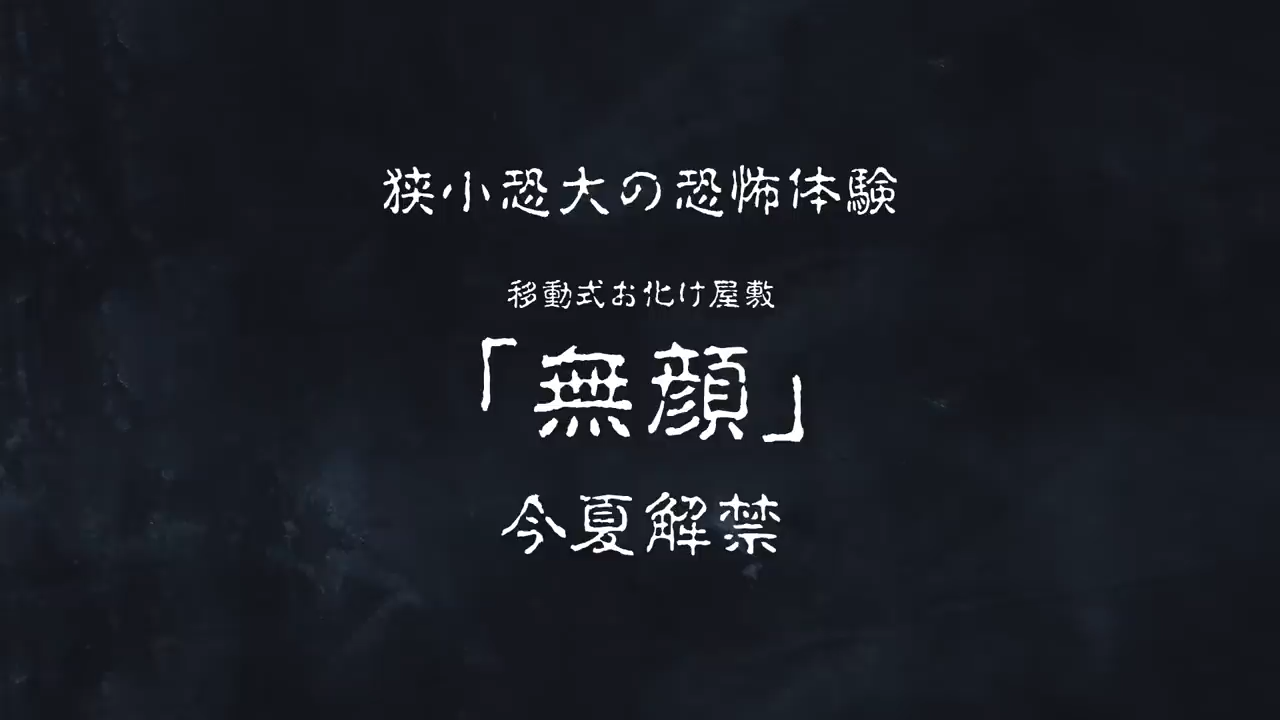 狭小恐大の恐怖体験
移動式お化け屋敷
「無顔」
今夏解禁